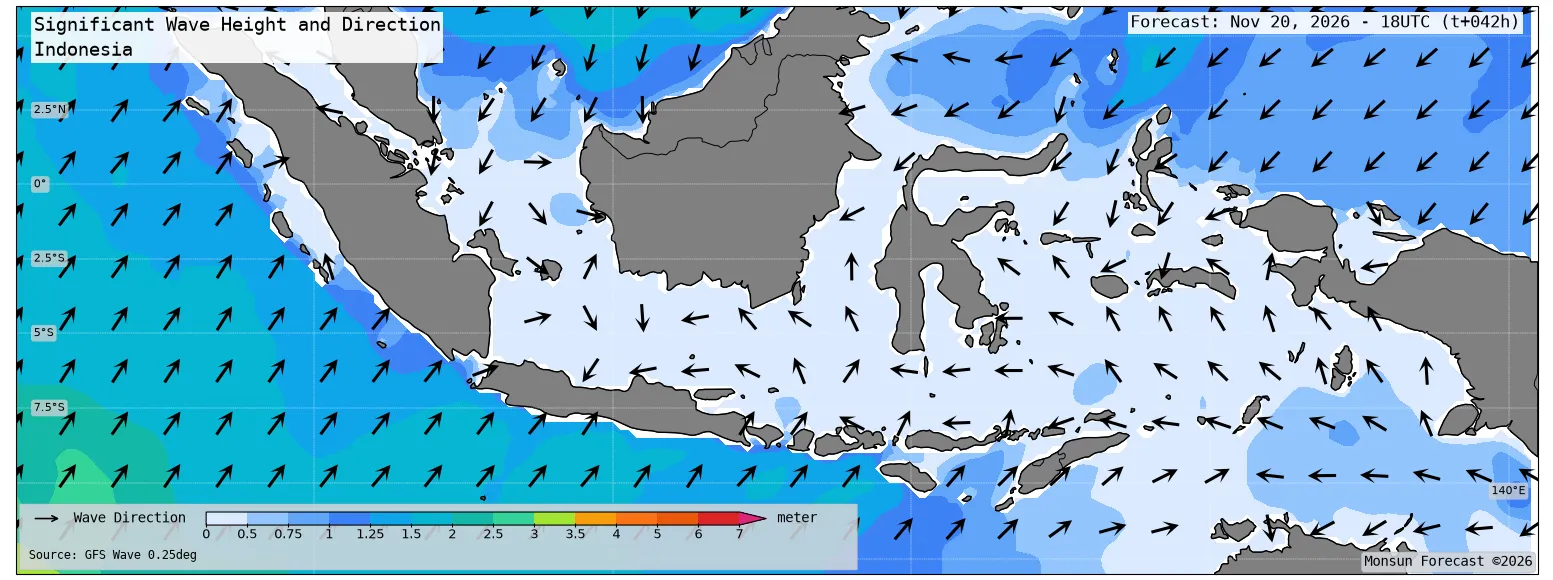 Significant Wave Height and Direction
Indonesia
Forecast: Nov 20, 2026 - 18UTC (t+042h)
2.5°N
0°
2.5°S
5°S
7.5°S
140°E
Wave Direction
0 0.5 0.75 1 1.25 1.5 2 2.5 3 3.5 4 5 6 7
meter
Source: GFS Wave 0.25deg
Monsun Forecast ©2026